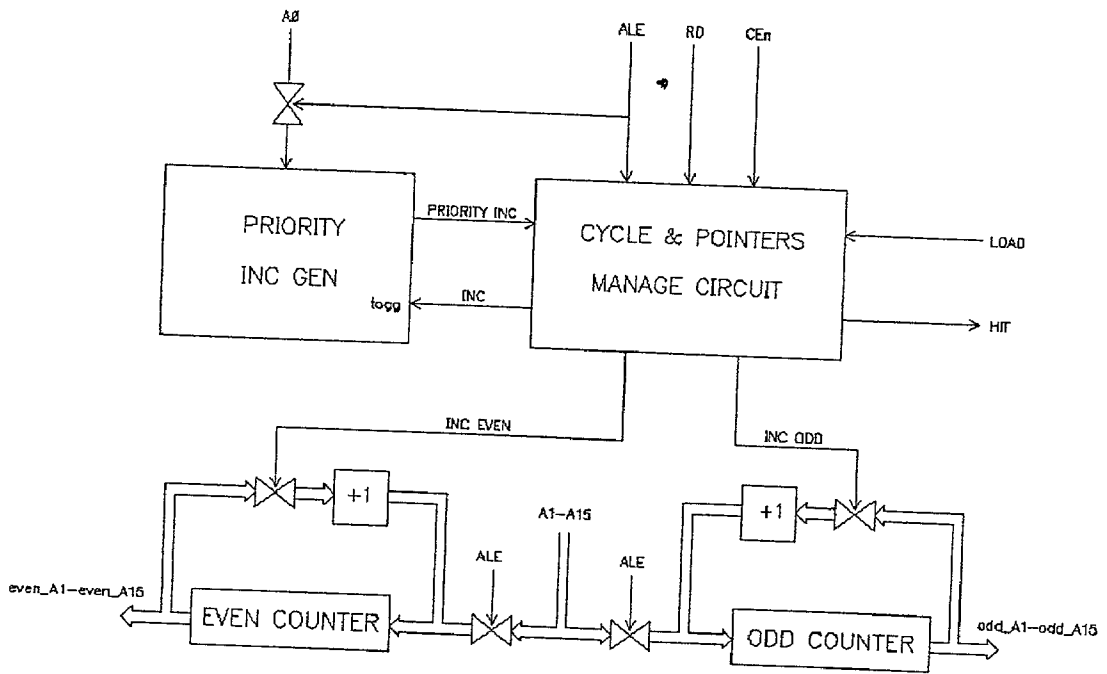 AØ
ALE
RD
CEn
PRIORITY
INC GEN
togg
PRIORITY INC
INC
CYCLE & POINTERS
MANAGE CIRCUIT
LOAD
HIT
INC EVEN
INC ODD
+1
+1
A1-A15
ALE
ALE
even_A1-even_A15
EVEN COUNTER
ODD COUNTER
odd_A1-odd_A15